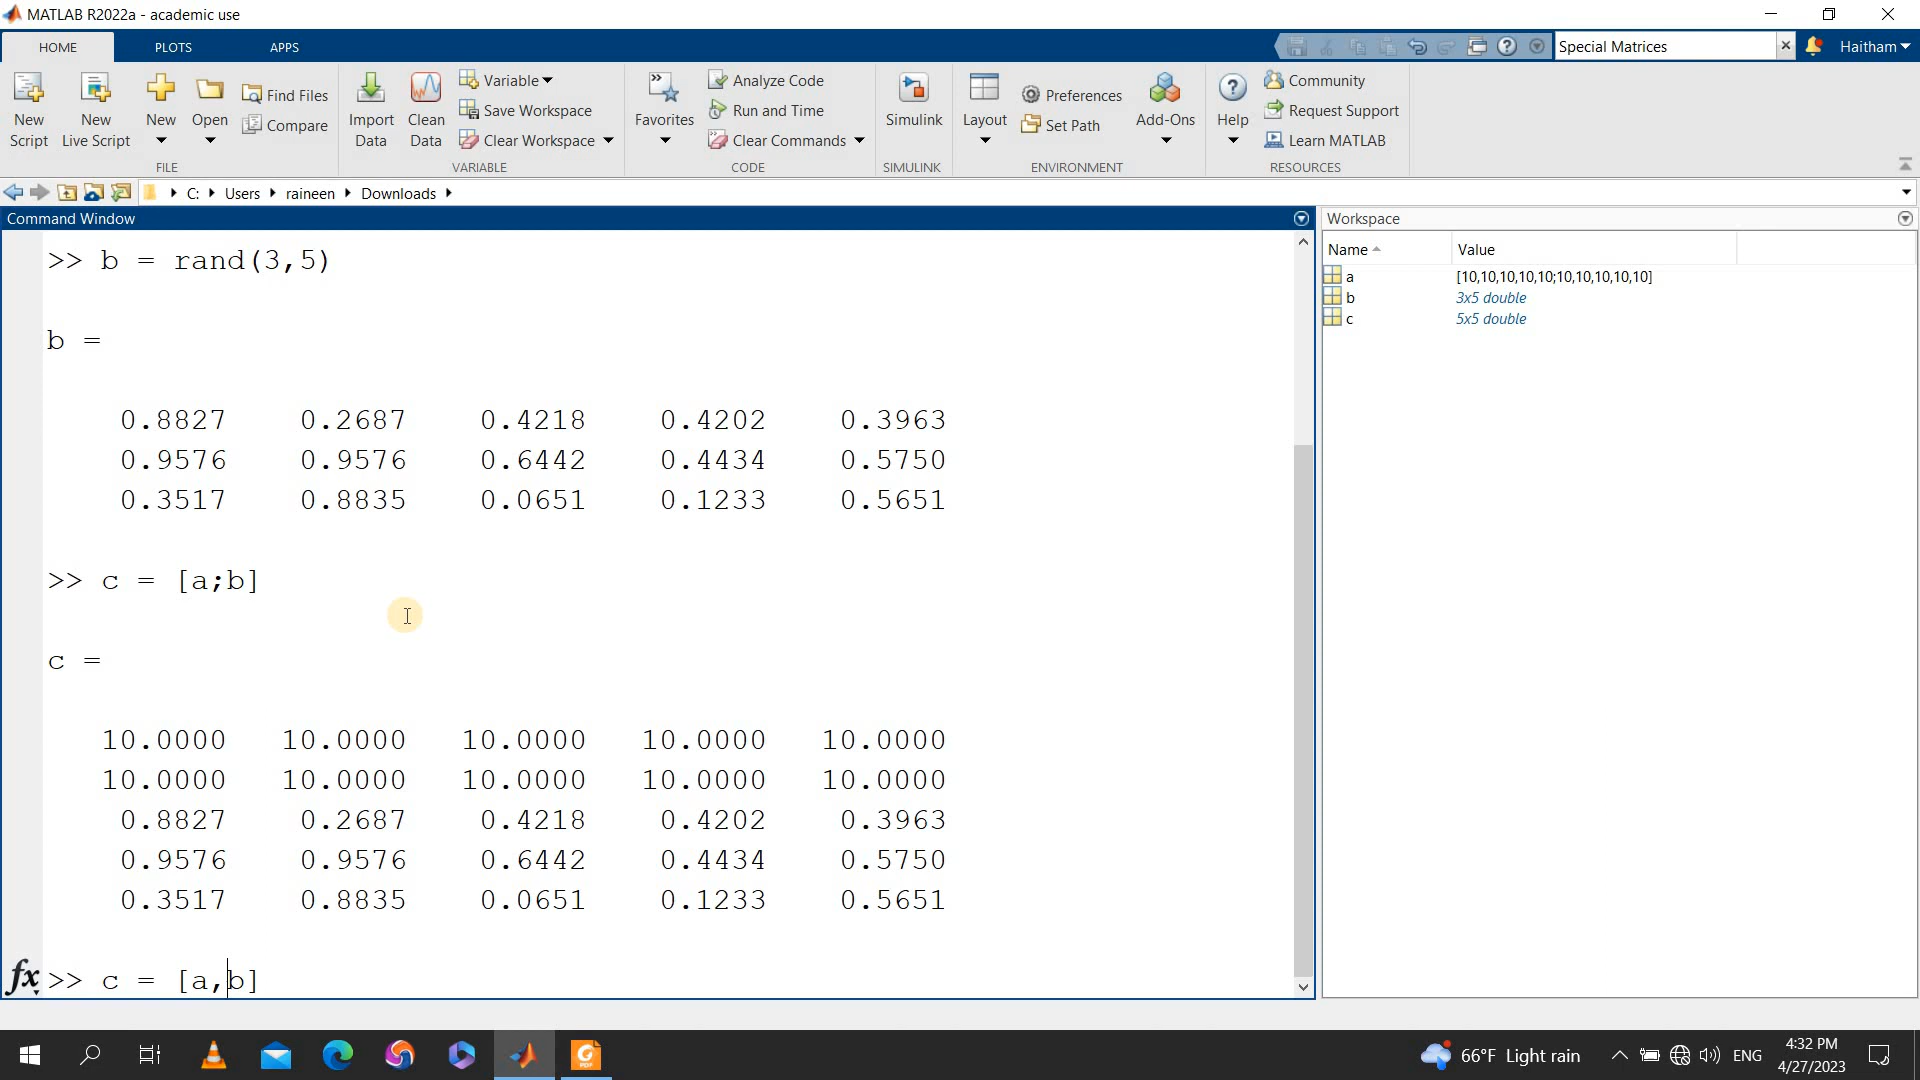 MATLAB R2022a - academic use
HOME PLOTS APPS
Special Matrices
Haitham
New Script
New Live Script
New
Open
Find Files
Compare
FILE
Import Data
Clean Data
Variable
Save Workspace
Clear Workspace
VARIABLE
Favorites
Analyze Code
Run and Time
Clear Commands
CODE
Simulink
SIMULINK
Layout
Preferences
Set Path
Add-Ons
ENVIRONMENT
Help
Community
Request Support
Learn MATLAB
RESOURCES
C: Users raineen Downloads
Command Window
>> b = rand(3,5)
b =
0.8827 0.2687 0.4218 0.4202 0.3963
0.9576 0.9576 0.6442 0.4434 0.5750
0.3517 0.8835 0.0651 0.1233 0.5651
>> c = [a;b]
c =
10.0000 10.0000 10.0000 10.0000 10.0000
10.0000 10.0000 10.0000 10.0000 10.0000
0.8827 0.2687 0.4218 0.4202 0.3963
0.9576 0.9576 0.6442 0.4434 0.5750
0.3517 0.8835 0.0651 0.1233 0.5651
fx >> c = [a,b]
Workspace
Name Value
a [10,10,10,10,10;10,10,10,10,10]
b 3x5 double
c 5x5 double
66°F Light rain
ENG
4:32 PM
4/27/2023